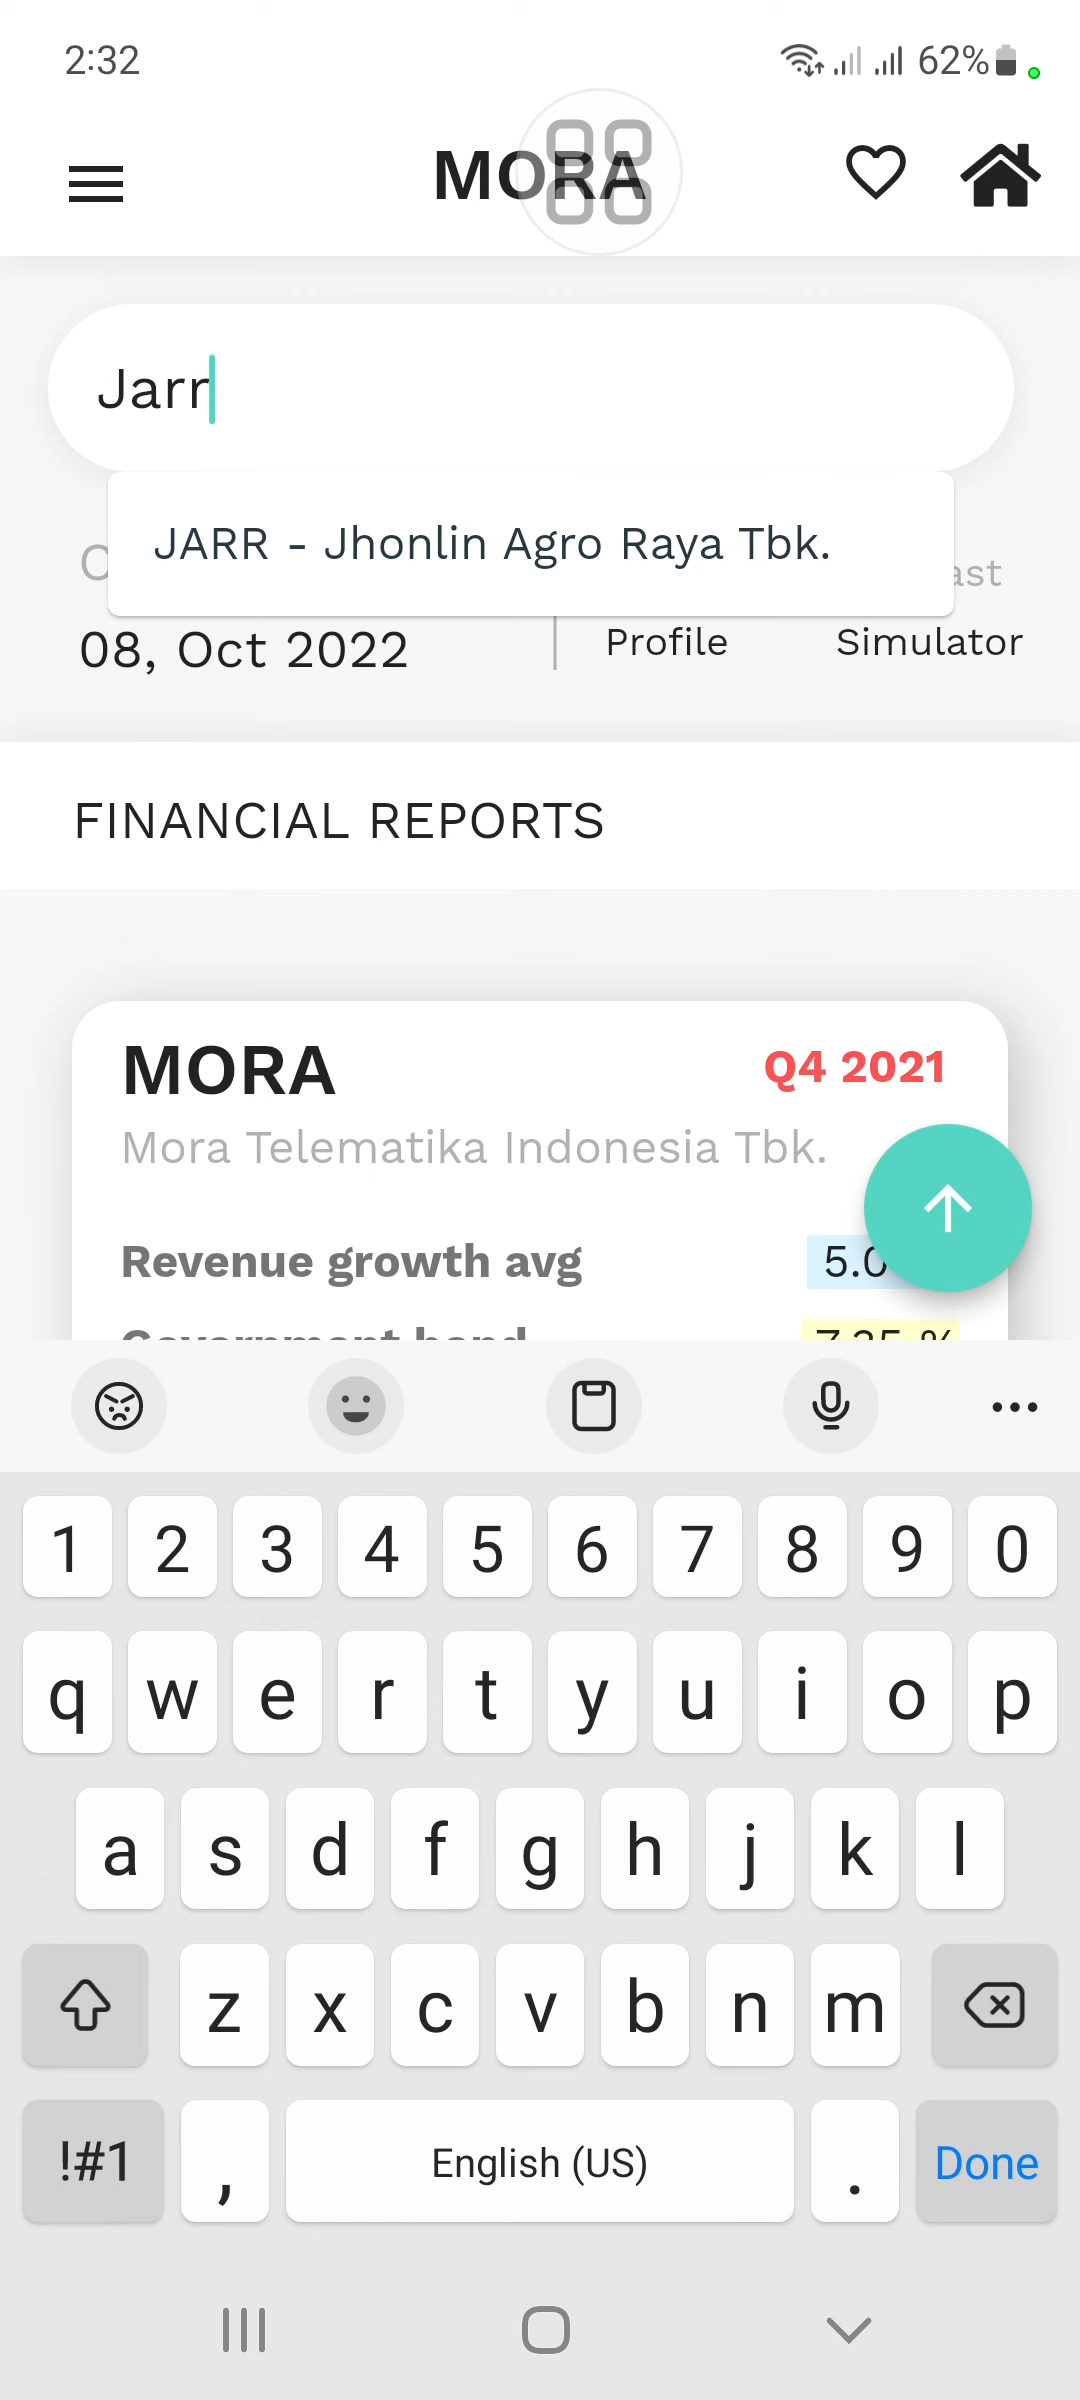 2:32
62%
MORA
Jarr
JARR - Jhonlin Agro Raya Tbk.
08, Oct 2022
Profile
Simulator
FINANCIAL REPORTS
MORA
Q4 2021
Mora Telematika Indonesia Tbk.
Revenue growth avg
5.0
1 2 3 4 5 6 7 8 9 0
q w e r t y u i o p
a s d f g h j k l
z x c v b n m
!#1 , English (US) . Done